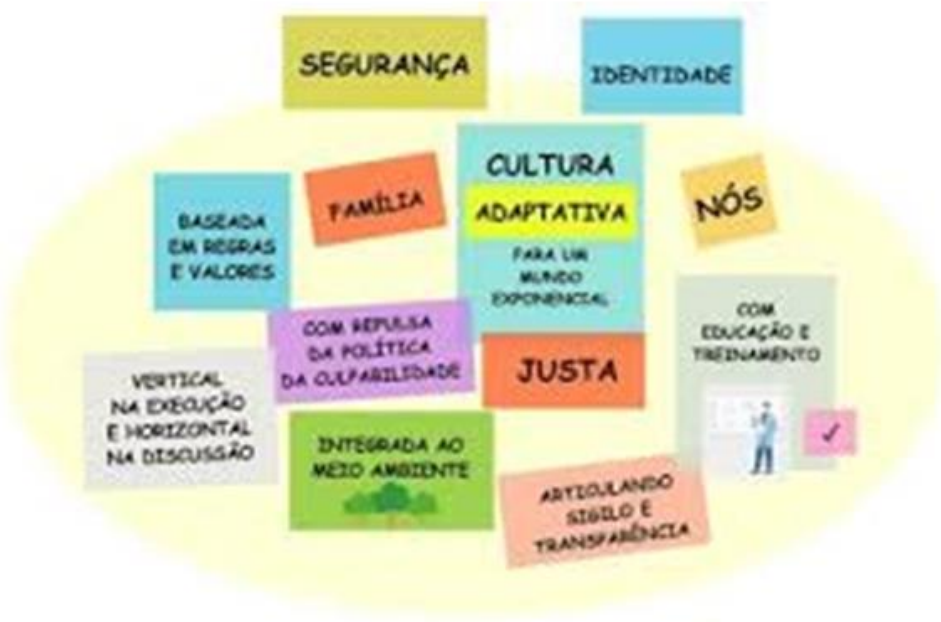 SEGURANÇA
IDENTIDADE
CULTURA
ADAPTATIVA
PARA UM
MUNDO
EXPONENCIAL
FAMÍLIA
NÓS
BASEADA
EM REGRAS
E VALORES
COM REPULSA
DA POLÍTICA
DA CULPABILIDADE
JUSTA
COM
EDUCAÇÃO E
TREINAMENTO
VERTICAL
NA EXECUÇÃO
E HORIZONTAL
NA DISCUSSÃO
INTEGRADA AO
MEIO AMBIENTE
ARTICULANDO
SIGILO E
TRANSPARÊNCIA